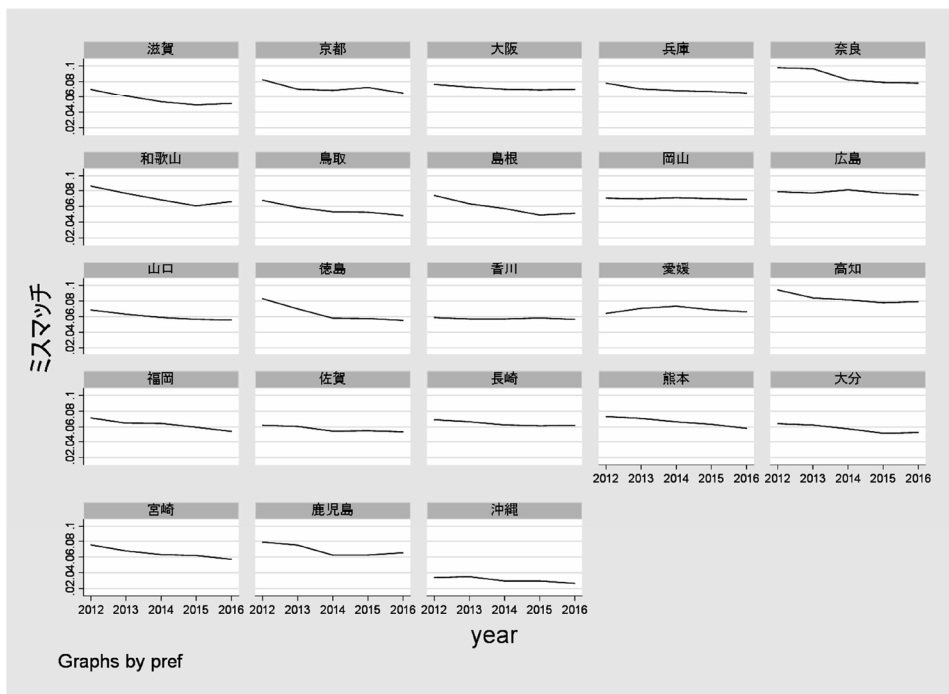 滋賀 京都 大阪 兵庫 奈良
.02.04.06.08 .1
和歌山 鳥取 島根 岡山 広島
.02.04.06.08 .1
山口 徳島 香川 愛媛 高知
.02.04.06.08 .1
ミスマッチ
福岡 佐賀 長崎 熊本 大分
.02.04.06.08 .1
2012 2013 2014 2015 2016 2012 2013 2014 2015 2016
宮崎 鹿児島 沖縄
.02.04.06.08 .1
2012 2013 2014 2015 2016 2012 2013 2014 2015 2016 2012 2013 2014 2015 2016
year
Graphs by pref